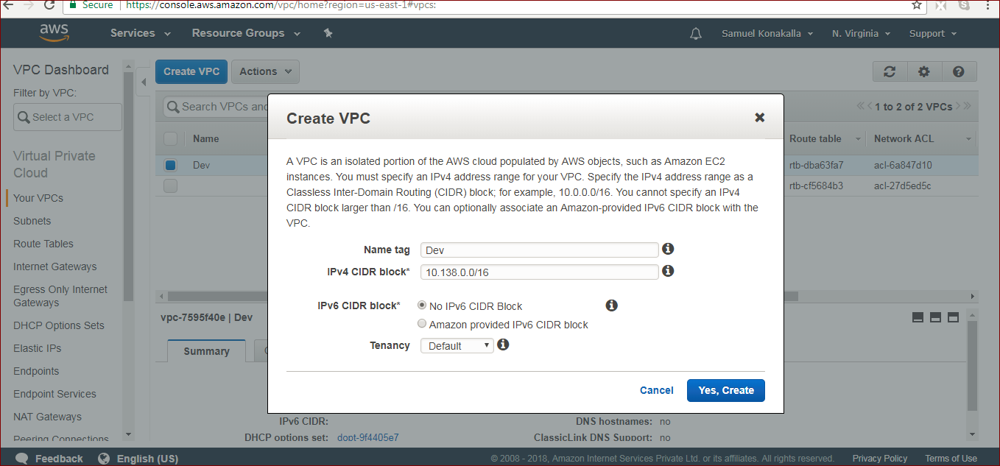 Secure https://console.aws.amazon.com/vpc/home?region=us-east-1#vpcs:
aws Services Resource Groups Samuel Konakalla N. Virginia Support
VPC Dashboard
Filter by VPC:
Select a VPC
Virtual Private
Cloud
Your VPCs
Subnets
Route Tables
Internet Gateways
Egress Only Internet
Gateways
DHCP Options Sets
Elastic IPs
Endpoints
Endpoint Services
NAT Gateways
Peering Connections
Create VPC Actions
Search VPCs and
1 to 2 of 2 VPCs
Name Route table Network ACL
Dev rtb-dba63fa7 acl-6a847d10
rtb-cf5684b3 acl-27d5ed5c
Create VPC
A VPC is an isolated portion of the AWS cloud populated by AWS objects, such as Amazon EC2
instances. You must specify an IPv4 address range for your VPC. Specify the IPv4 address range as a
Classless Inter-Domain Routing (CIDR) block; for example, 10.0.0.0/16. You cannot specify an IPv4
CIDR block larger than /16. You can optionally associate an Amazon-provided IPv6 CIDR block with the
VPC.
Name tag Dev
IPv4 CIDR block* 10.138.0.0/16
IPv6 CIDR block* No IPv6 CIDR Block
Amazon provided IPv6 CIDR block
Tenancy Default
Cancel Yes, Create
vpc-7595f40e | Dev
Summary
IPv6 CIDR: DNS hostnames: no
DHCP options set: dopt-9f4405e7 ClassicLink DNS Support: no
Feedback English (US) © 2008 - 2018, Amazon Internet Services Private Ltd. or its affiliates. All rights reserved. Privacy Policy Terms of Use